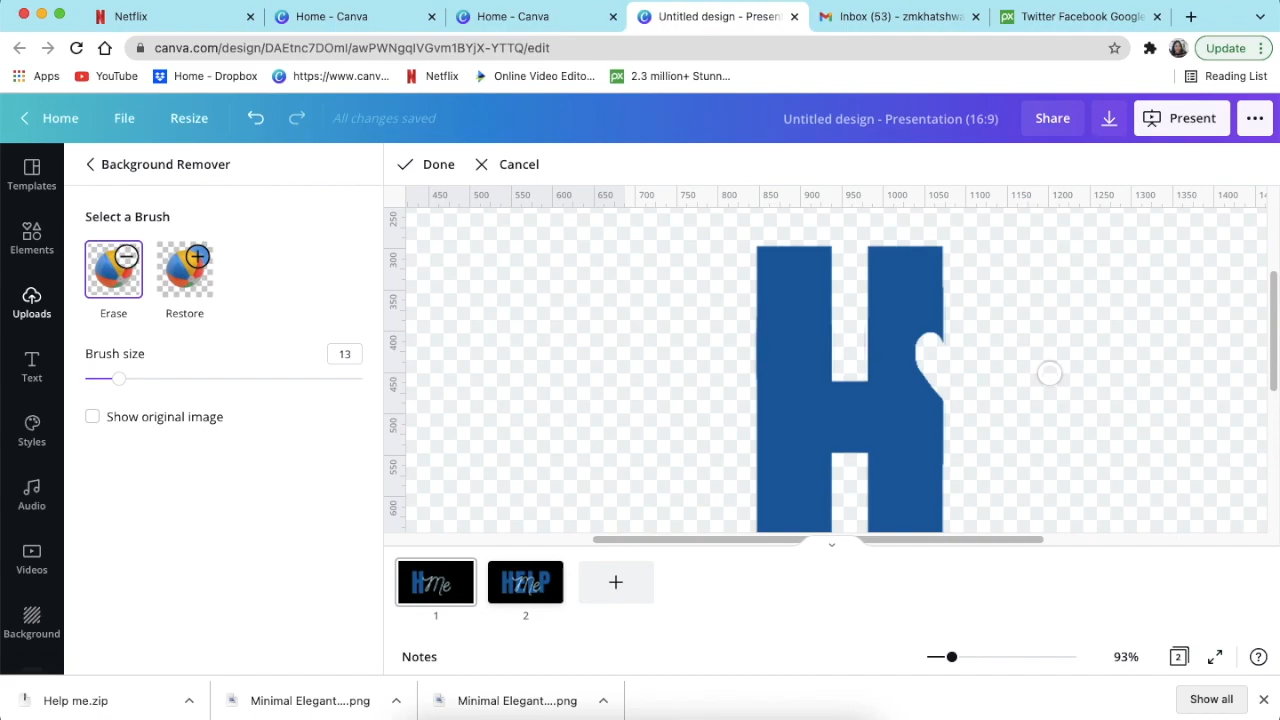 Netflix
Home - Canva
Home - Canva
Untitled design - Presen
Inbox (53) - zmkhatshwa
Twitter Facebook Google
canva.com/design/DAEtnc7DOmI/awPWNgqIVGvm1BYjX-YTTQ/edit
Update
Apps
YouTube
Home - Dropbox
https://www.canv...
Netflix
Online Video Edito...
2.3 million+ Stunn...
Reading List
Home
File
Resize
All changes saved
Untitled design - Presentation (16:9)
Share
Present
Background Remover
Done
Cancel
450 500 550 600 650 700 750 800 850 900 950 1000 1050 1100 1150 1200 1250 1300 1350 1400
250
300
350
400
450
500
550
600
Templates
Elements
Uploads
Text
Styles
Audio
Videos
Background
Select a Brush
Erase
Restore
Brush size
13
Show original image
H
H Me
HELP Me
1
2
Notes
93%
2
Help me.zip
Minimal Elegant....png
Minimal Elegant....png
Show all